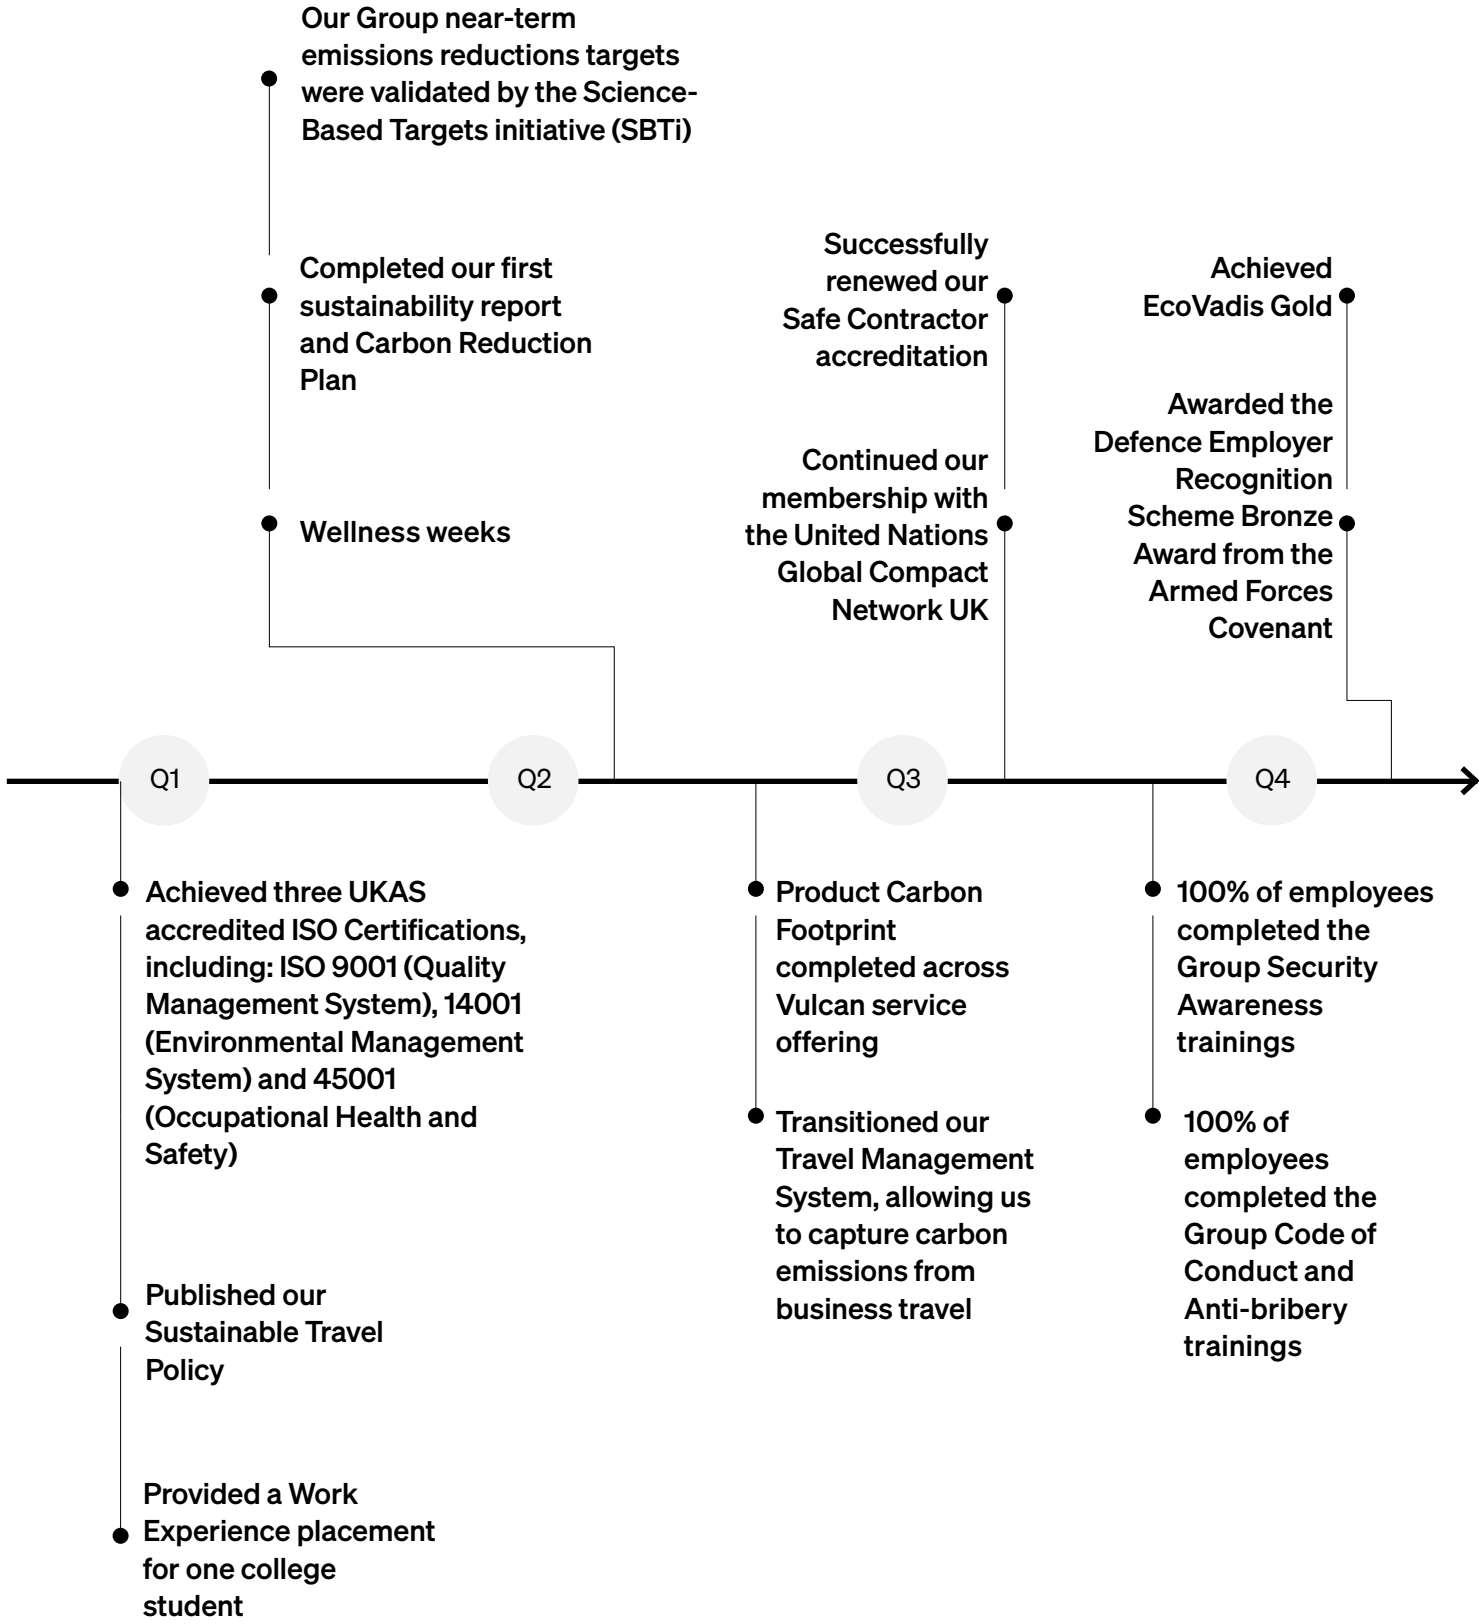 Our Group near-term
emissions reductions targets
were validated by the Science-
Based Targets initiative (SBTi)
Completed our first
sustainability report
and Carbon Reduction
Plan
Wellness weeks
Successfully
renewed our
Safe Contractor
accreditation
Continued our
membership with
the United Nations
Global Compact
Network UK
Achieved
EcoVadis Gold
Awarded the
Defence Employer
Recognition
Scheme Bronze
Award from the
Armed Forces
Covenant
Q1
Q2
Q3
Q4
Achieved three UKAS
accredited ISO Certifications,
including: ISO 9001 (Quality
Management System), 14001
(Environmental Management
System) and 45001
(Occupational Health and
Safety)
Published our
Sustainable Travel
Policy
Provided a Work
Experience placement
for one college
student
Product Carbon
Footprint
completed across
Vulcan service
offering
Transitioned our
Travel Management
System, allowing us
to capture carbon
emissions from
business travel
100% of employees
completed the
Group Security
Awareness
trainings
100% of
employees
completed the
Group Code of
Conduct and
Anti-bribery
trainings